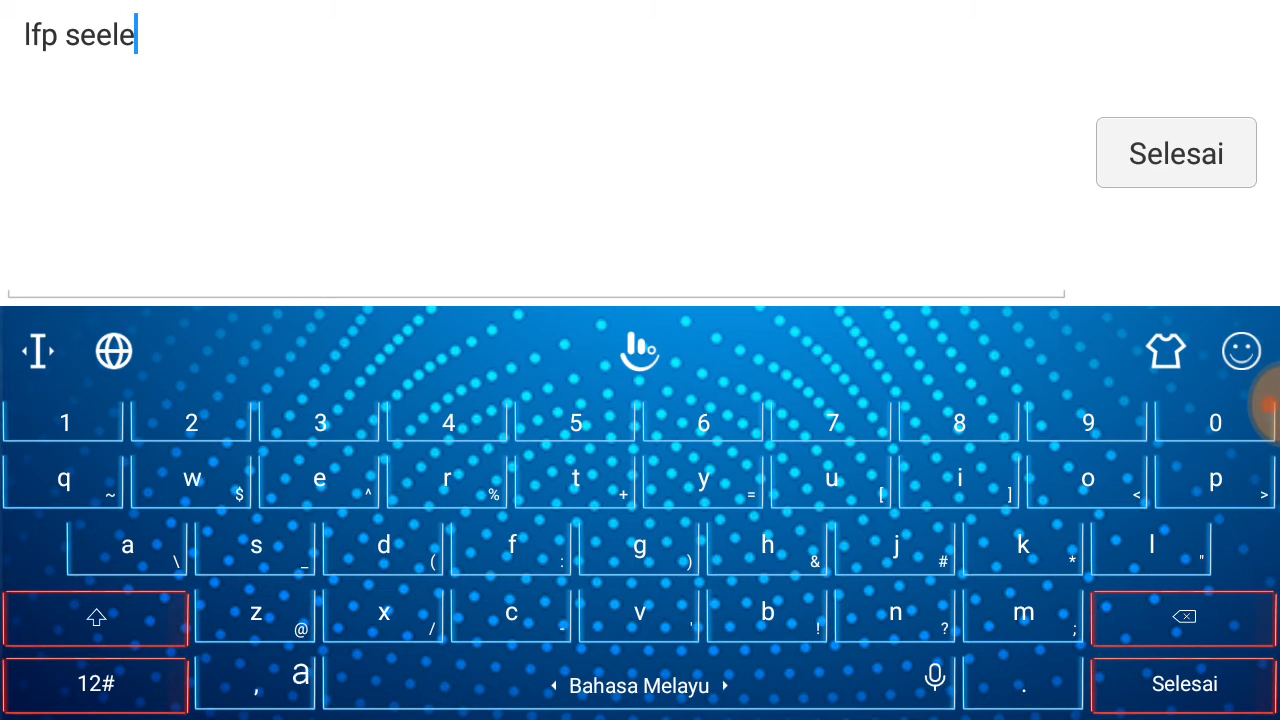 lfp seele
Selesai
1 2 3 4 5 6 7 8 9 0
q ~ w $ e ^ r % t + y = u [ i ] o < p >
a \ s _ d ( f : g ) h & j # k * l "
z @ x / c - v ' b ! n ? m ;
12# , a Bahasa Melayu . Selesai